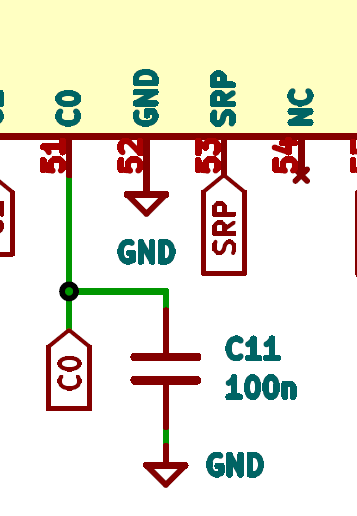 C0
GND
SRP
NC
51
52
53
54
GND
SRP
C0
C11
100n
GND